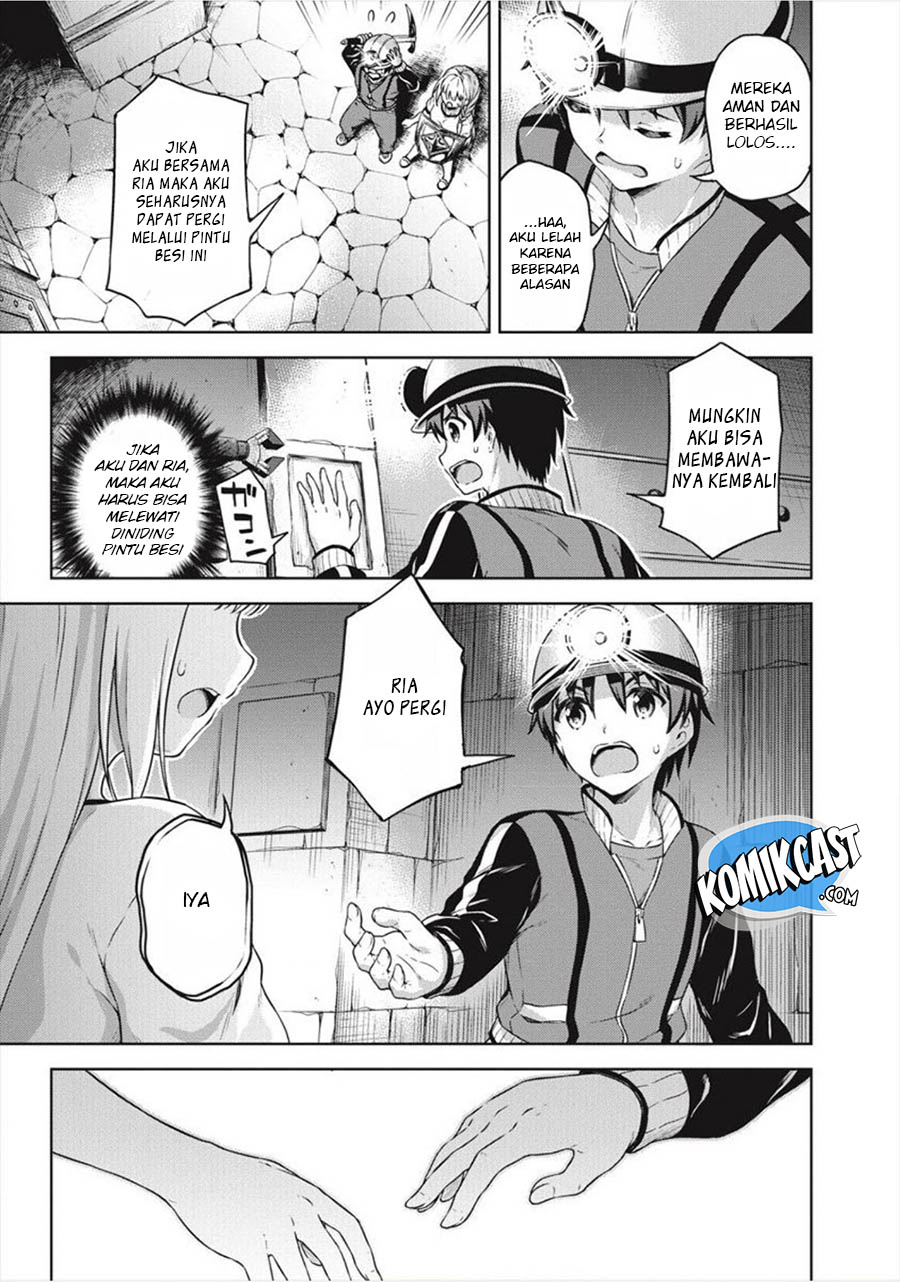 MEREKA
AMAN DAN
BERHASIL
LOLOS....
...HAA,
AKU LELAH
KARENA
BEBERAPA
ALASAN
JIKA
AKU BERSAMA
RIA MAKA AKU
SEHARUSNYA
DAPAT PERGI
MELALUI PINTU
BESI INI
MUNGKIN
AKU BISA
MEMBAWA-
NYA KEMBALI
JIKA
AKU DAN RIA,
MAKA AKU
HARUS BISA
MELEWATI
DINIDING
PINTU BESI
ガコン
RIA
AYO PERGI
IYA
KOMIKCAST
.COM